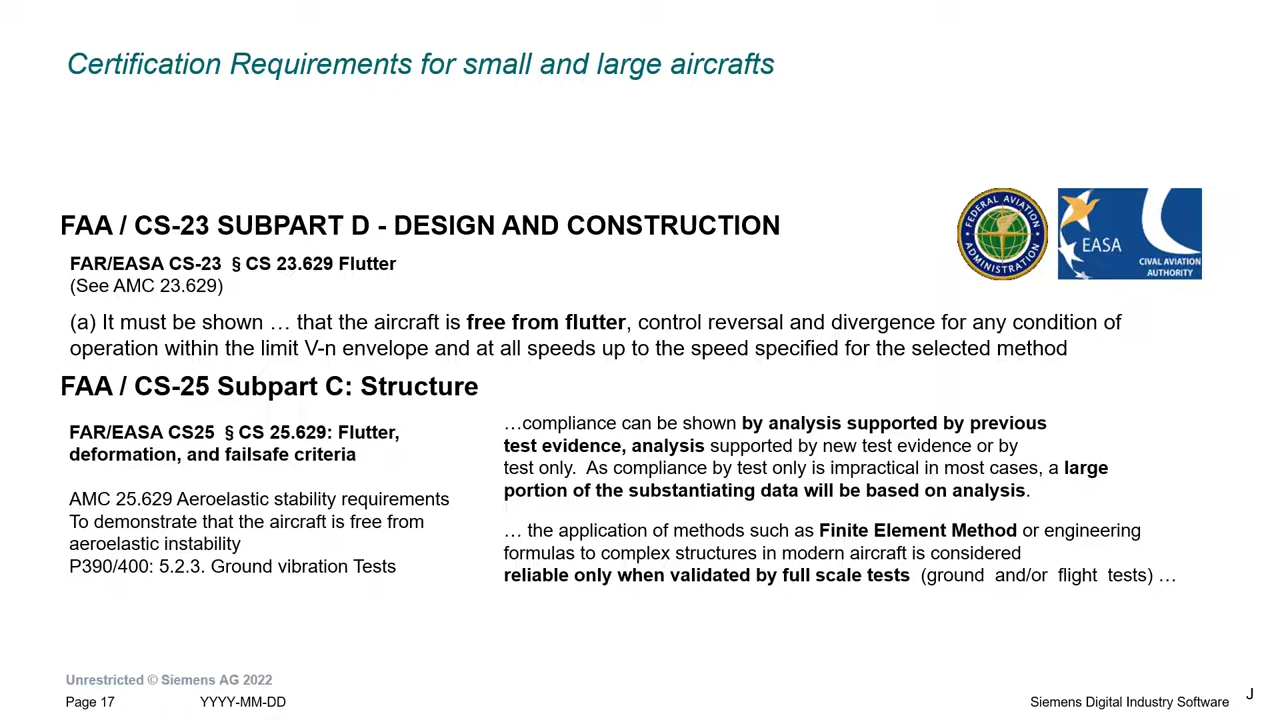 Certification Requirements for small and large aircrafts
FEDERAL AVIATION
ADMINISTRATION
EASA
CIVAL AVIATION
AUTHORITY
FAA / CS-23 SUBPART D - DESIGN AND CONSTRUCTION
FAR/EASA CS-23 § CS 23.629 Flutter
(See AMC 23.629)
(a) It must be shown … that the aircraft is free from flutter, control reversal and divergence for any condition of
operation within the limit V-n envelope and at all speeds up to the speed specified for the selected method
FAA / CS-25 Subpart C: Structure
FAR/EASA CS25 § CS 25.629: Flutter,
deformation, and failsafe criteria
AMC 25.629 Aeroelastic stability requirements
To demonstrate that the aircraft is free from
aeroelastic instability
P390/400: 5.2.3. Ground vibration Tests
…compliance can be shown by analysis supported by previous
test evidence, analysis supported by new test evidence or by
test only. As compliance by test only is impractical in most cases, a large
portion of the substantiating data will be based on analysis.
… the application of methods such as Finite Element Method or engineering
formulas to complex structures in modern aircraft is considered
reliable only when validated by full scale tests (ground and/or flight tests) …
Unrestricted © Siemens AG 2022
Page 17 YYYY-MM-DD
Siemens Digital Industry Software
J